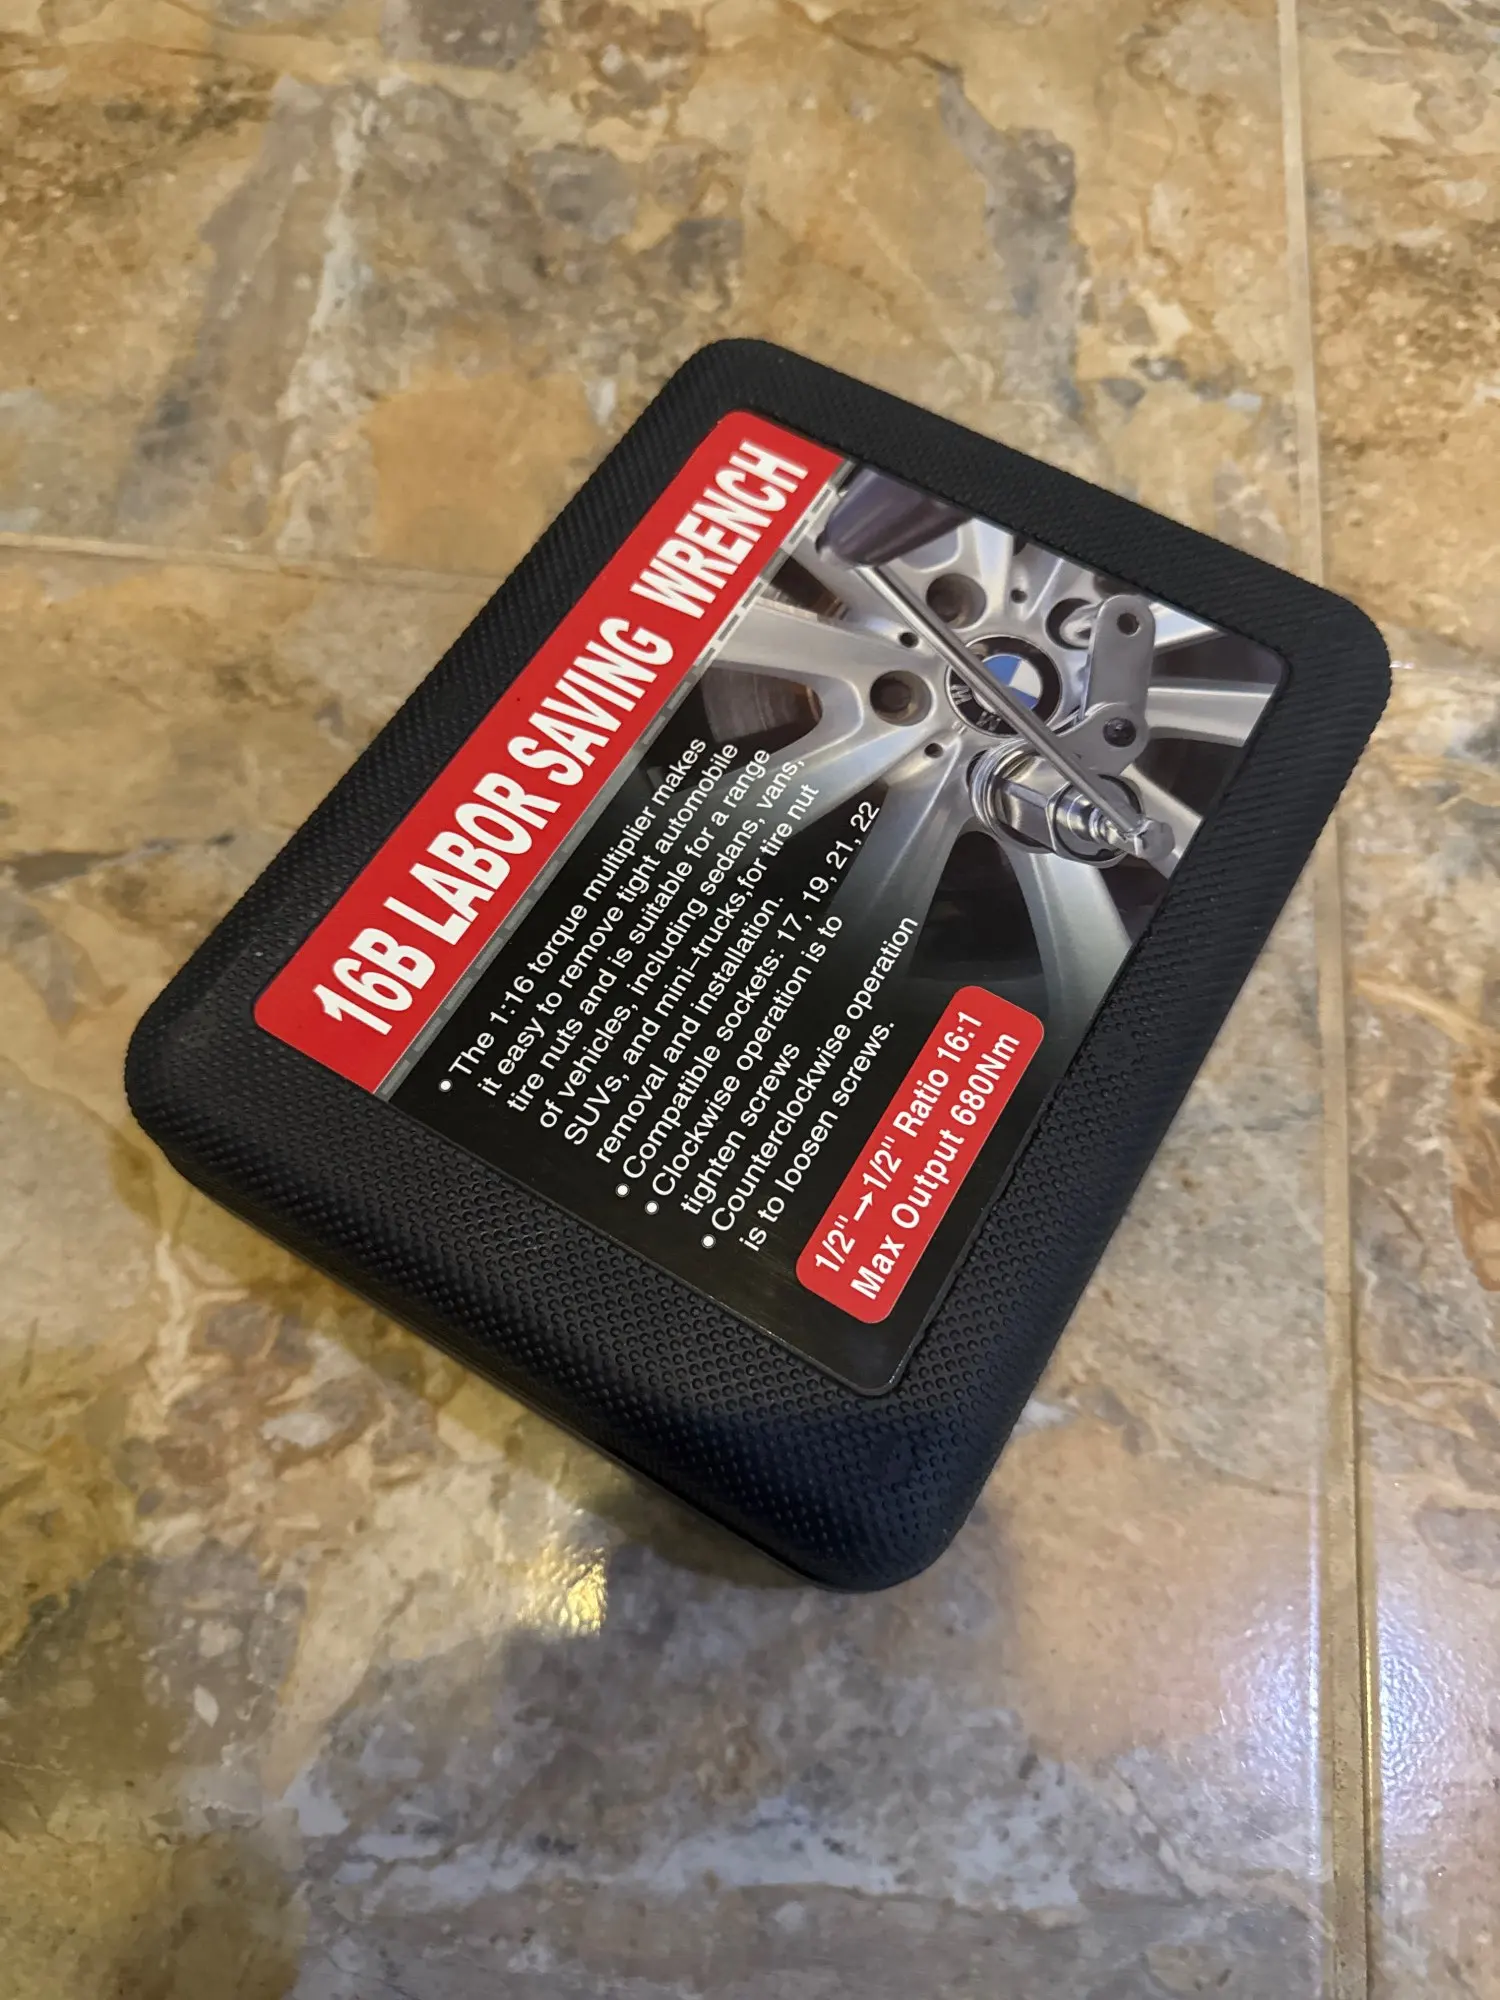 16B LABOR SAVING WRENCH
• The 1:16 torque multiplier makes
it easy to remove tight automobile
tire nuts and is suitable for a range
of vehicles, including sedans, vans,
SUVs, and mini-trucks,for tire nut
removal and installation.
• Compatible sockets: 17, 19, 21, 22
• Clockwise operation is to
tighten screws
• Counterclockwise operation
is to loosen screws.
1/2"→1/2" Ratio 16:1
Max Output 680Nm